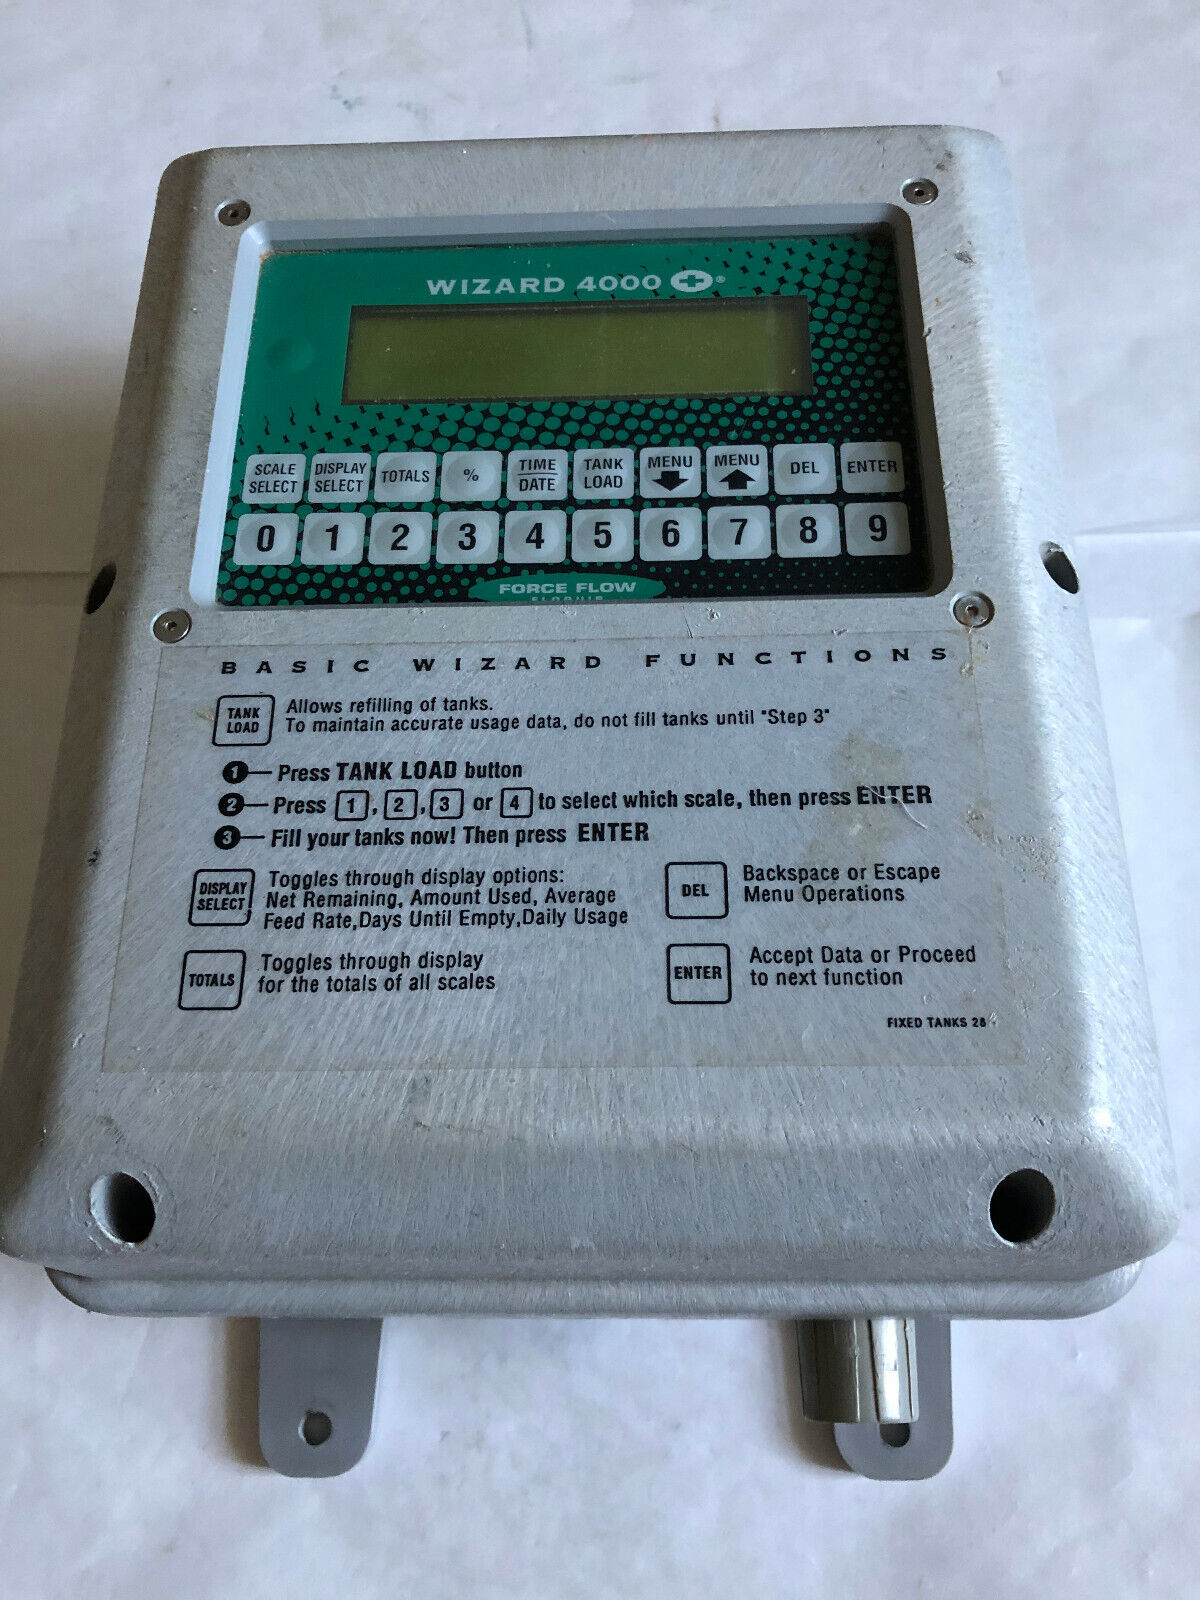 WIZARD 4000 ®
SCALE SELECT DISPLAY SELECT TOTALS % TIME DATE TANK LOAD MENU MENU DEL ENTER
0 1 2 3 4 5 6 7 8 9
FORCE FLOW
BASIC WIZARD FUNCTIONS
TANK LOAD Allows refilling of tanks.
To maintain accurate usage data, do not fill tanks until "Step 3"
1 Press TANK LOAD button
2 Press 1, 2, 3 or 4 to select which scale, then press ENTER
3 Fill your tanks now! Then press ENTER
DISPLAY SELECT Toggles through display options:
Net Remaining, Amount Used, Average
Feed Rate,Days Until Empty,Daily Usage
DEL Backspace or Escape
Menu Operations
TOTALS Toggles through display
for the totals of all scales
ENTER Accept Data or Proceed
to next function
FIXED TANKS